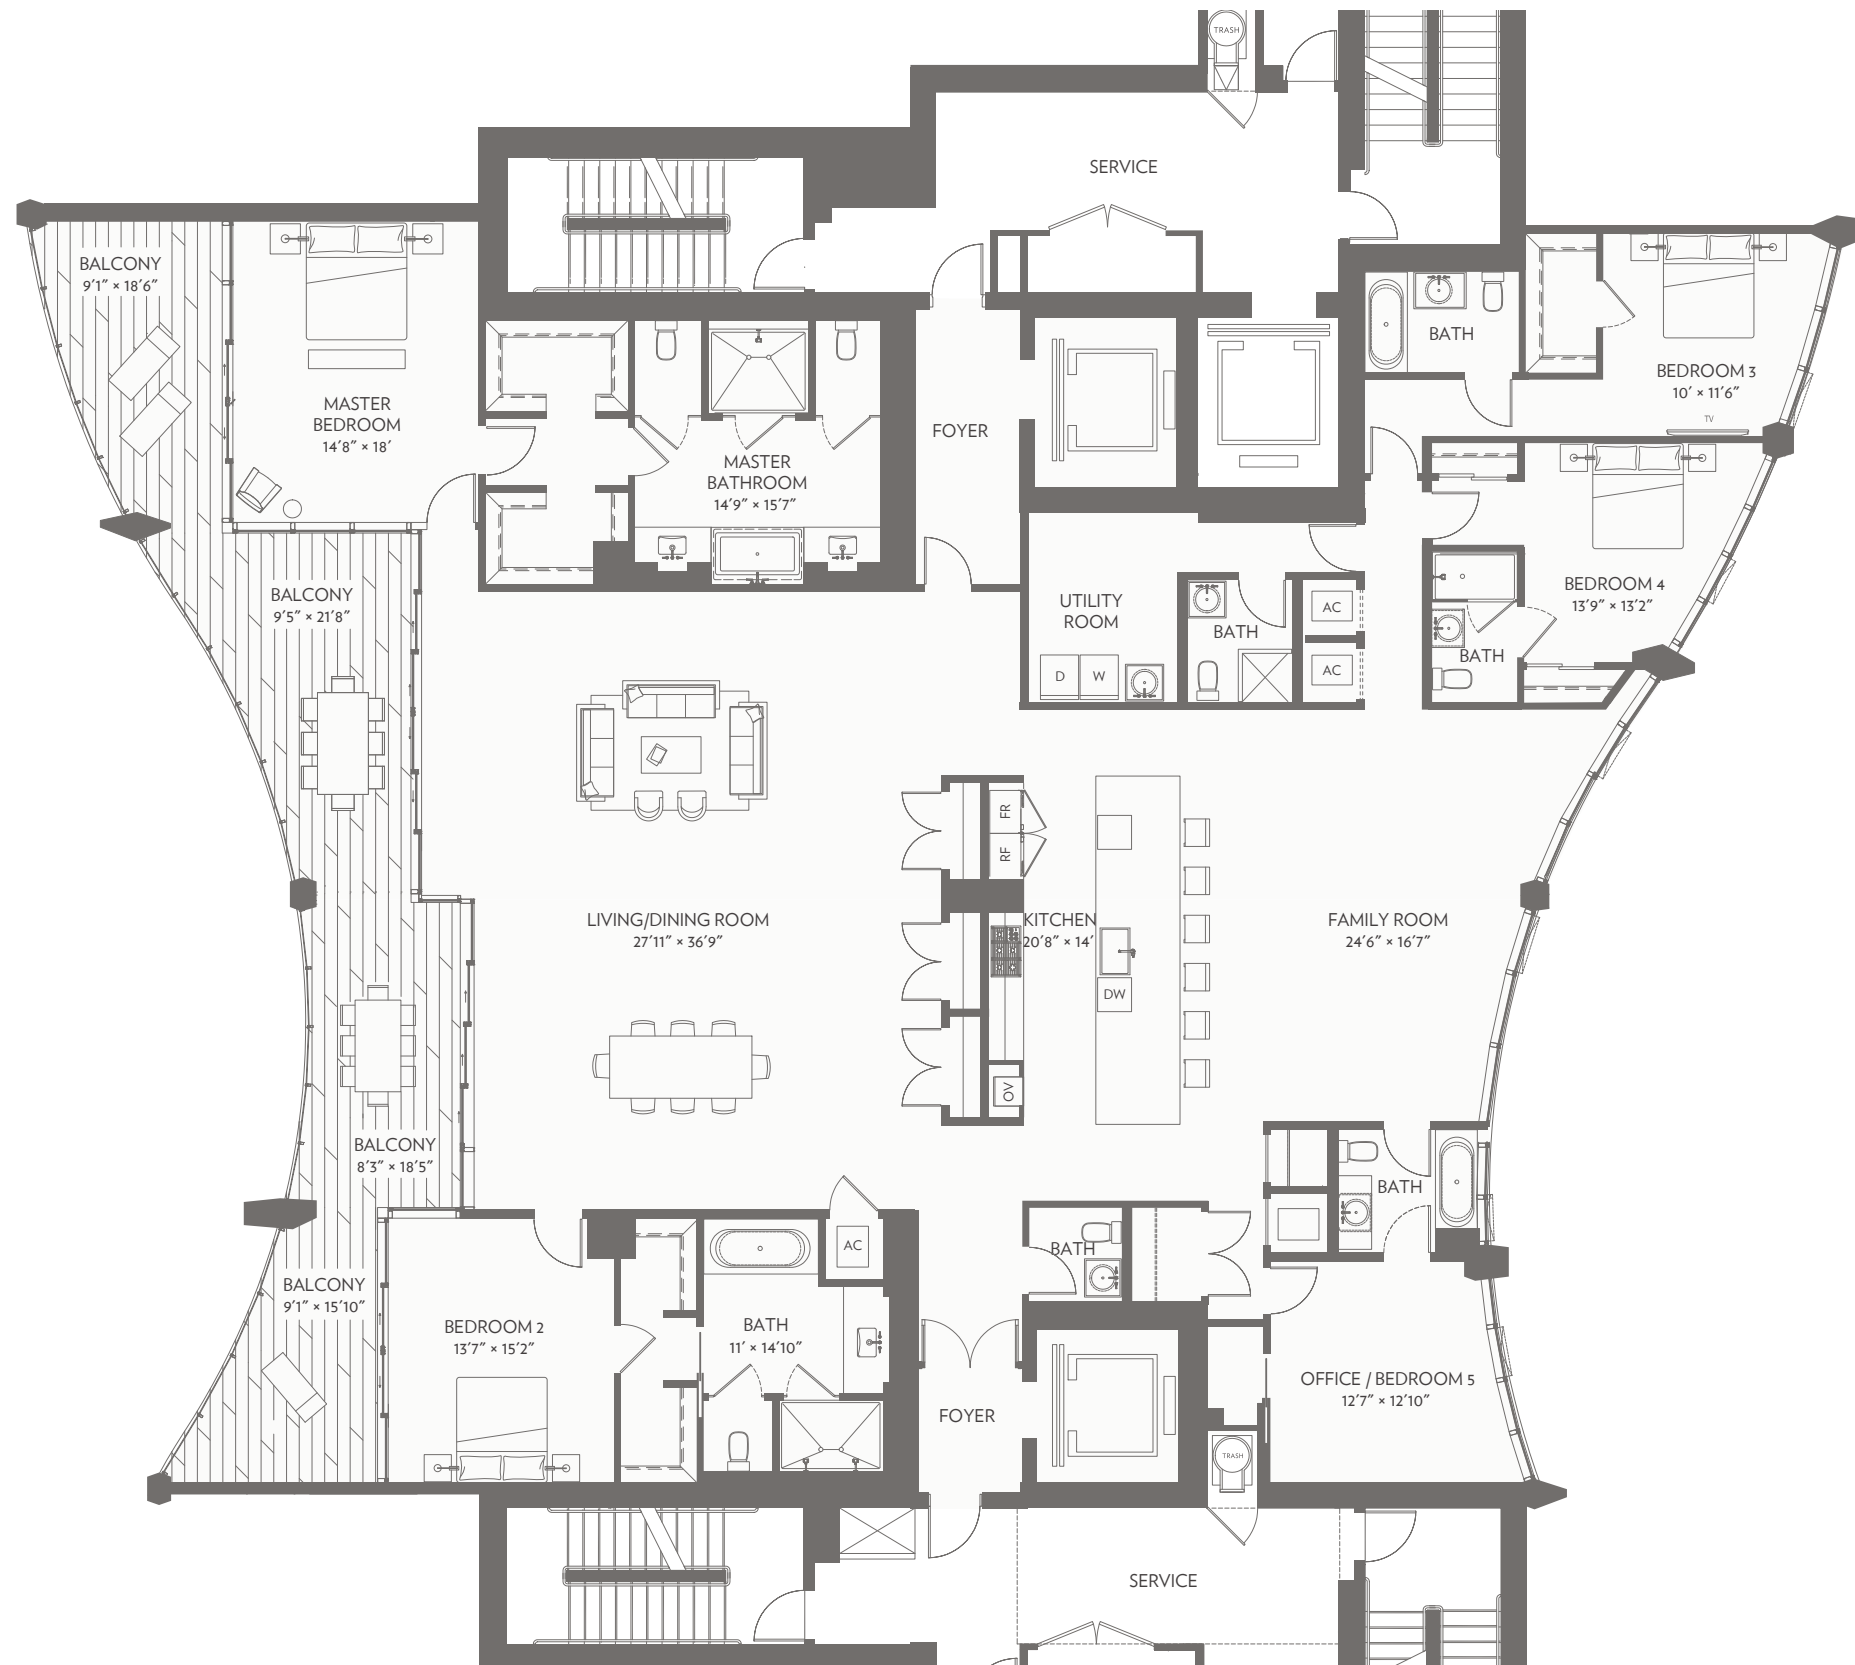 TRASH
SERVICE
BALCONY
9'1" × 18'6"
MASTER
BEDROOM
14'8" × 18'
MASTER
BATHROOM
14'9" × 15'7"
FOYER
BATH
BEDROOM 3
10' × 11'6"
TV
BALCONY
9'5" × 21'8"
UTILITY
ROOM
D
W
BATH
AC
AC
BEDROOM 4
13'9" × 13'2"
BATH
LIVING/DINING ROOM
27'11" × 36'9"
FR
RF
KITCHEN
20'8" × 14'
DW
OV
FAMILY ROOM
24'6" × 16'7"
BALCONY
8'3" × 18'5"
BALCONY
9'1" × 15'10"
BEDROOM 2
13'7" × 15'2"
AC
BATH
11' × 14'10"
BATH
BATH
FOYER
OFFICE / BEDROOM 5
12'7" × 12'10"
TRASH
SERVICE